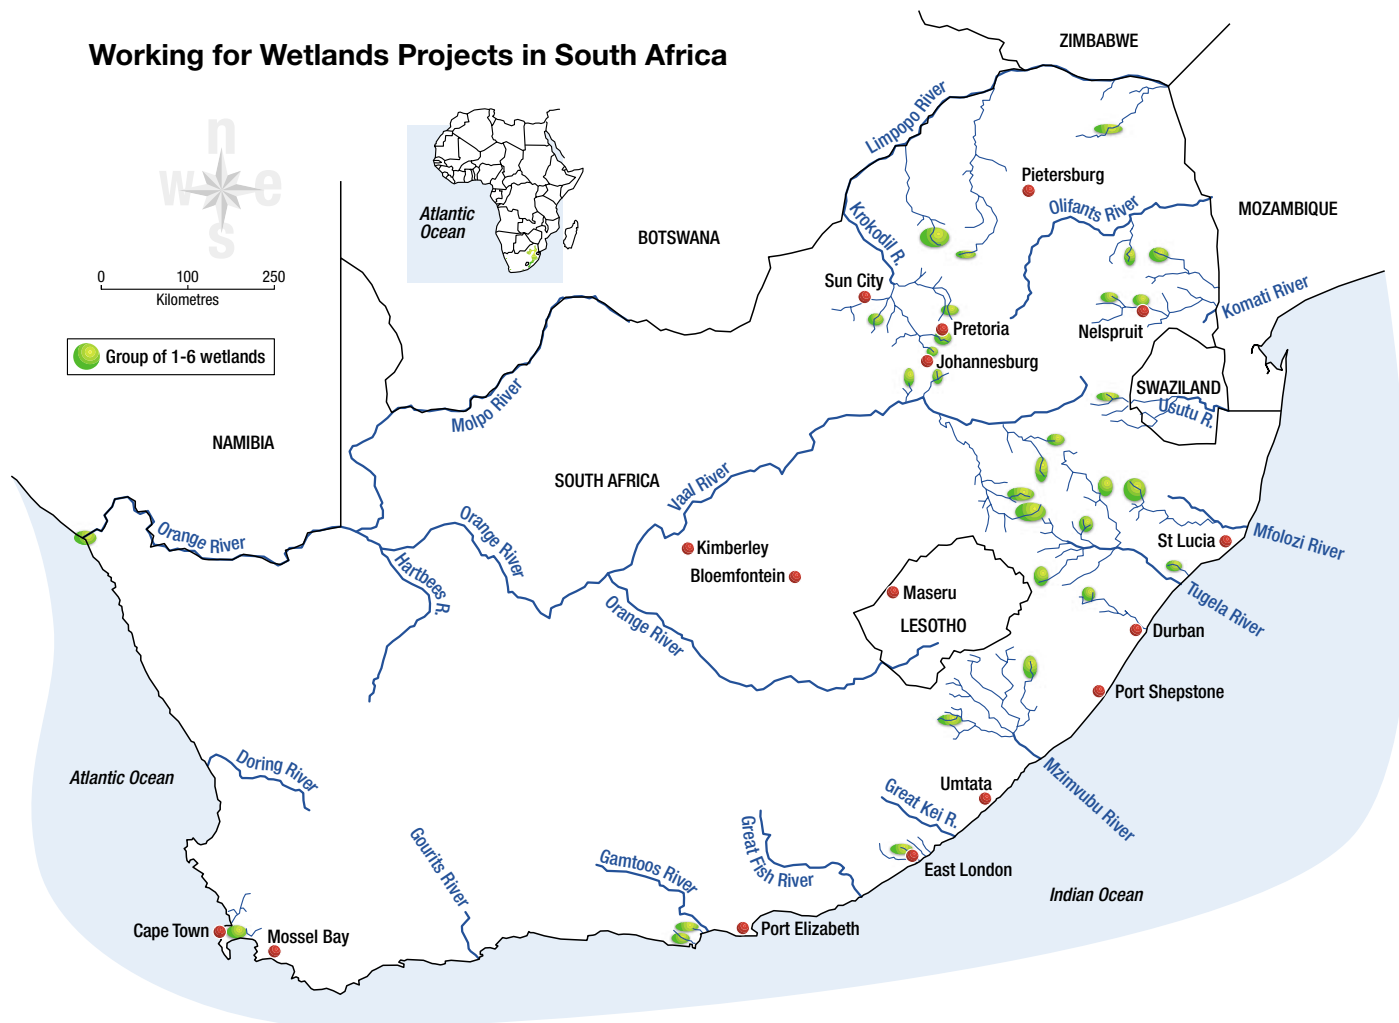 Working for Wetlands Projects in South Africa
n
w e
s
0 100 250
Kilometres
Group of 1-6 wetlands
Atlantic
Ocean
ZIMBABWE
Limpopo River
Pietersburg
Olifants River
MOZAMBIQUE
BOTSWANA
Krokodil R.
Sun City
Komati River
Pretoria
Nelspruit
Johannesburg
SWAZILAND
Usutu R.
Molpo River
NAMIBIA
SOUTH AFRICA
Vaal River
Orange River
Orange River
Kimberley
Bloemfontein
St Lucia
Mfolozi River
Hartbees R.
Orange River
Maseru
LESOTHO
Tugela River
Durban
Port Shepstone
Atlantic Ocean
Doring River
Umtata
Great Kei R.
Mzimvubu River
Gourits River
Gamtoos River
Great Fish River
East London
Indian Ocean
Cape Town
Mossel Bay
Port Elizabeth